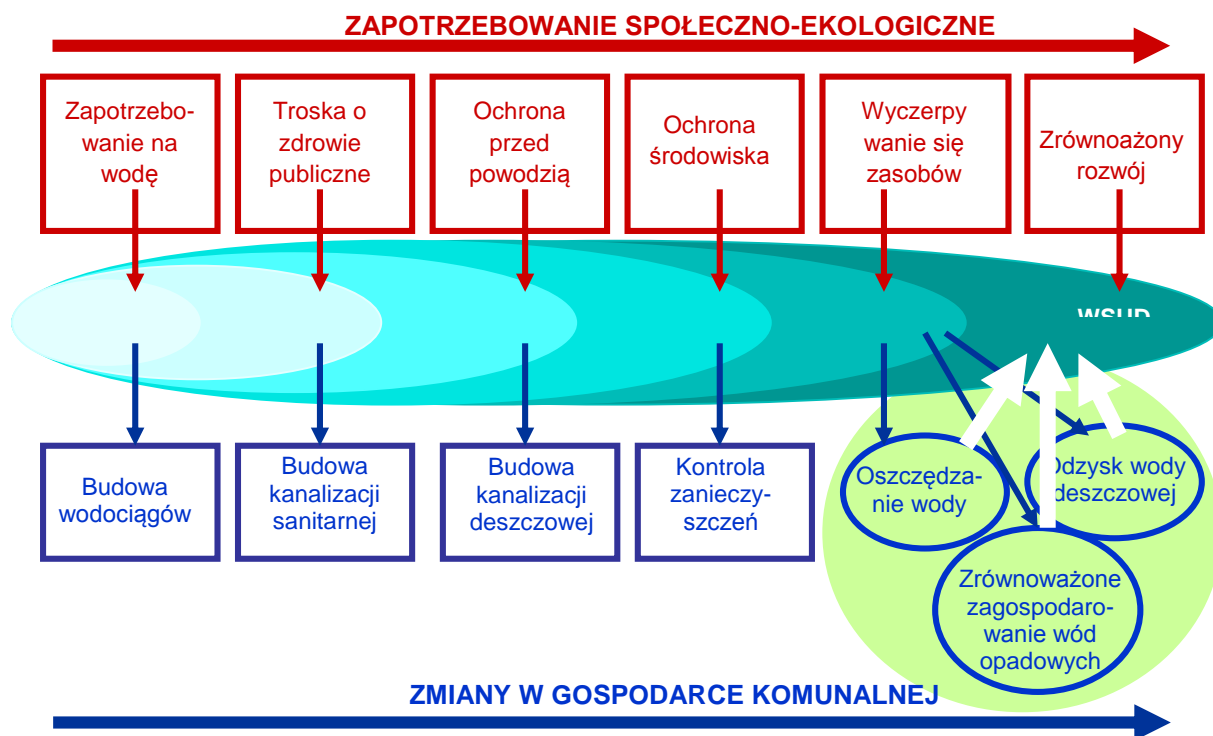 ZAPOTRZEBOWANIE SPOŁECZNO-EKOLOGICZNE
Zapotrzebo-
wanie na
wodę
Troska o
zdrowie
publiczne
Ochrona
przed
powodzią
Ochrona
środowiska
Wyczerpy
wanie się
zasobów
Zrównoażony
rozwój
WSUD
Budowa
wodociągów
Budowa
kanalizacji
sanitarnej
Budowa
kanalizacji
deszczowej
Kontrola
zanieczy-
szczeń
Oszczędza-
nie wody
Odzysk wody
deszczowej
Zrównoważone
zagospodaro-
wanie wód
opadowych
ZMIANY W GOSPODARCE KOMUNALNEJ